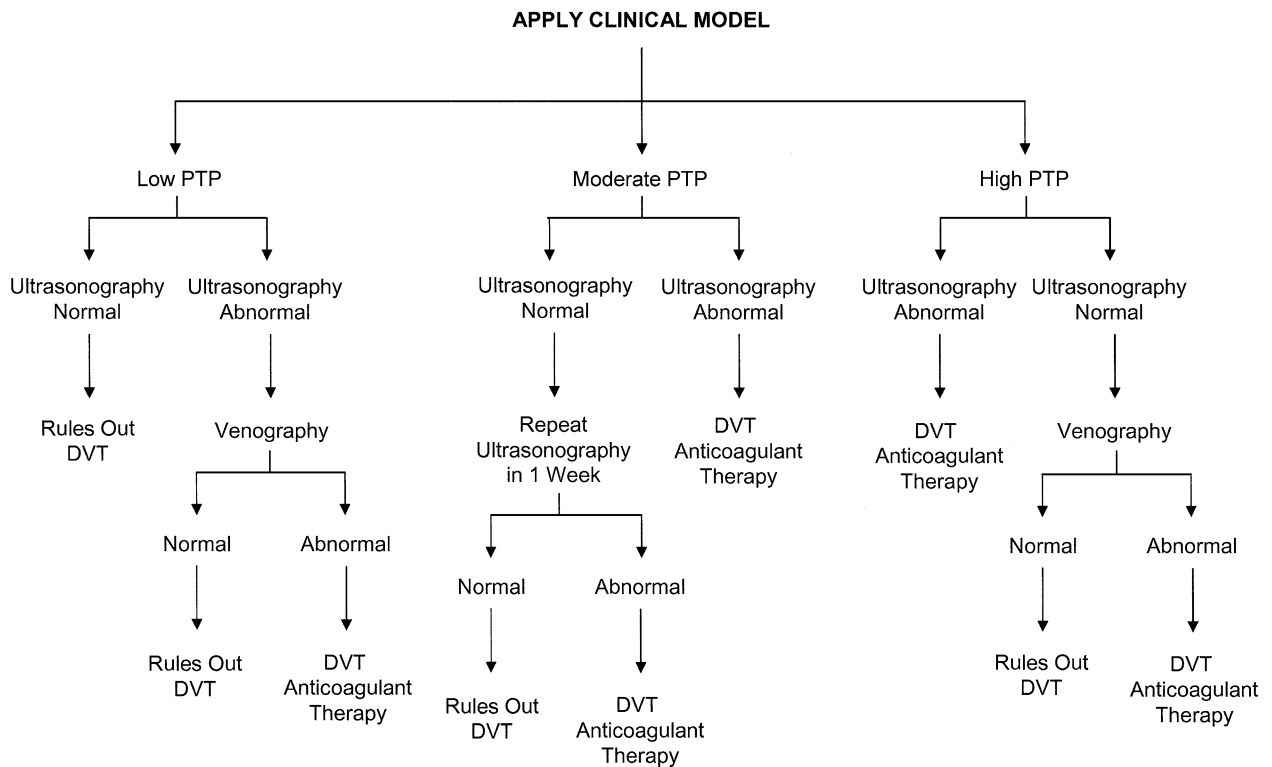 APPLY CLINICAL MODEL
Low PTP
Moderate PTP
High PTP
Ultrasonography
Normal
Ultrasonography
Abnormal
Ultrasonography
Normal
Ultrasonography
Abnormal
Ultrasonography
Abnormal
Ultrasonography
Normal
Rules Out
DVT
Venography
Repeat
Ultrasonography
in 1 Week
DVT
Anticoagulant
Therapy
DVT
Anticoagulant
Therapy
Venography
Normal
Abnormal
Normal
Abnormal
Normal
Abnormal
Rules Out
DVT
DVT
Anticoagulant
Therapy
Rules Out
DVT
DVT
Anticoagulant
Therapy
Rules Out
DVT
DVT
Anticoagulant
Therapy